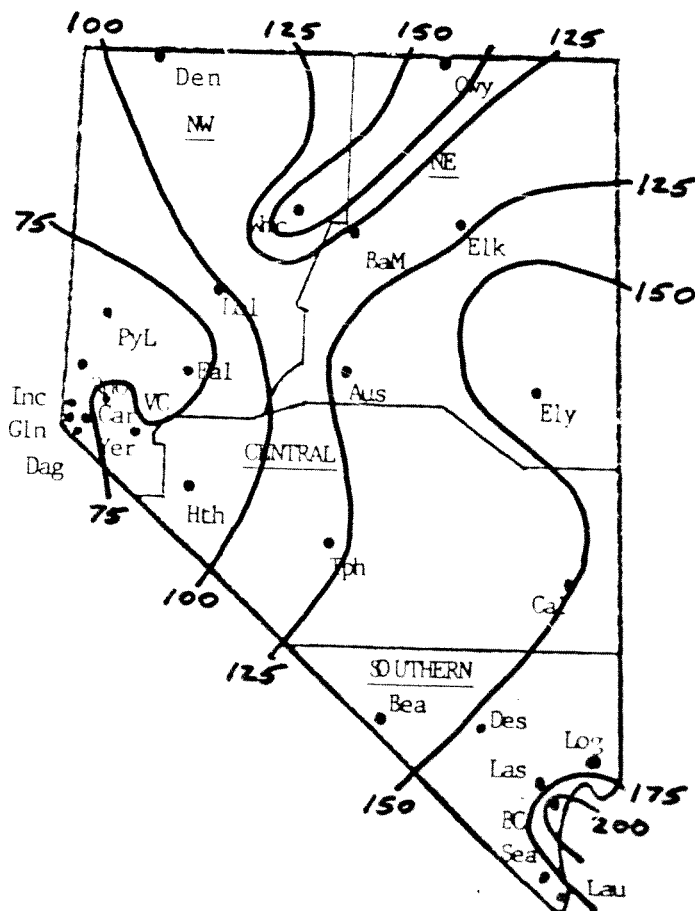 100
125
150
125
Den
Owy
NW
NE
125
75
BaM
Elk
150
PyL
Fal
Aus
Ely
Inc
VC
Car
Gln
Yer
CENTRAL
Dag
75
Hth
Tph
100
Cal
125
SOUTHERN
Bea
Des
Log
Las
150
175
BC
200
Sea
Lau